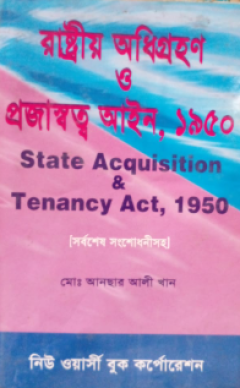 রাষ্ট্রীয় অধিগ্রহণ
ও
প্রজাস্বত্ব আইন, ১৯৫০
State Acquisition
&
Tenancy Act, 1950
[সর্বশেষ সংশোধনীসহ]
মোঃ আনছার আলী খান
নিউ ওয়ার্সী বুক কর্পোরেশন